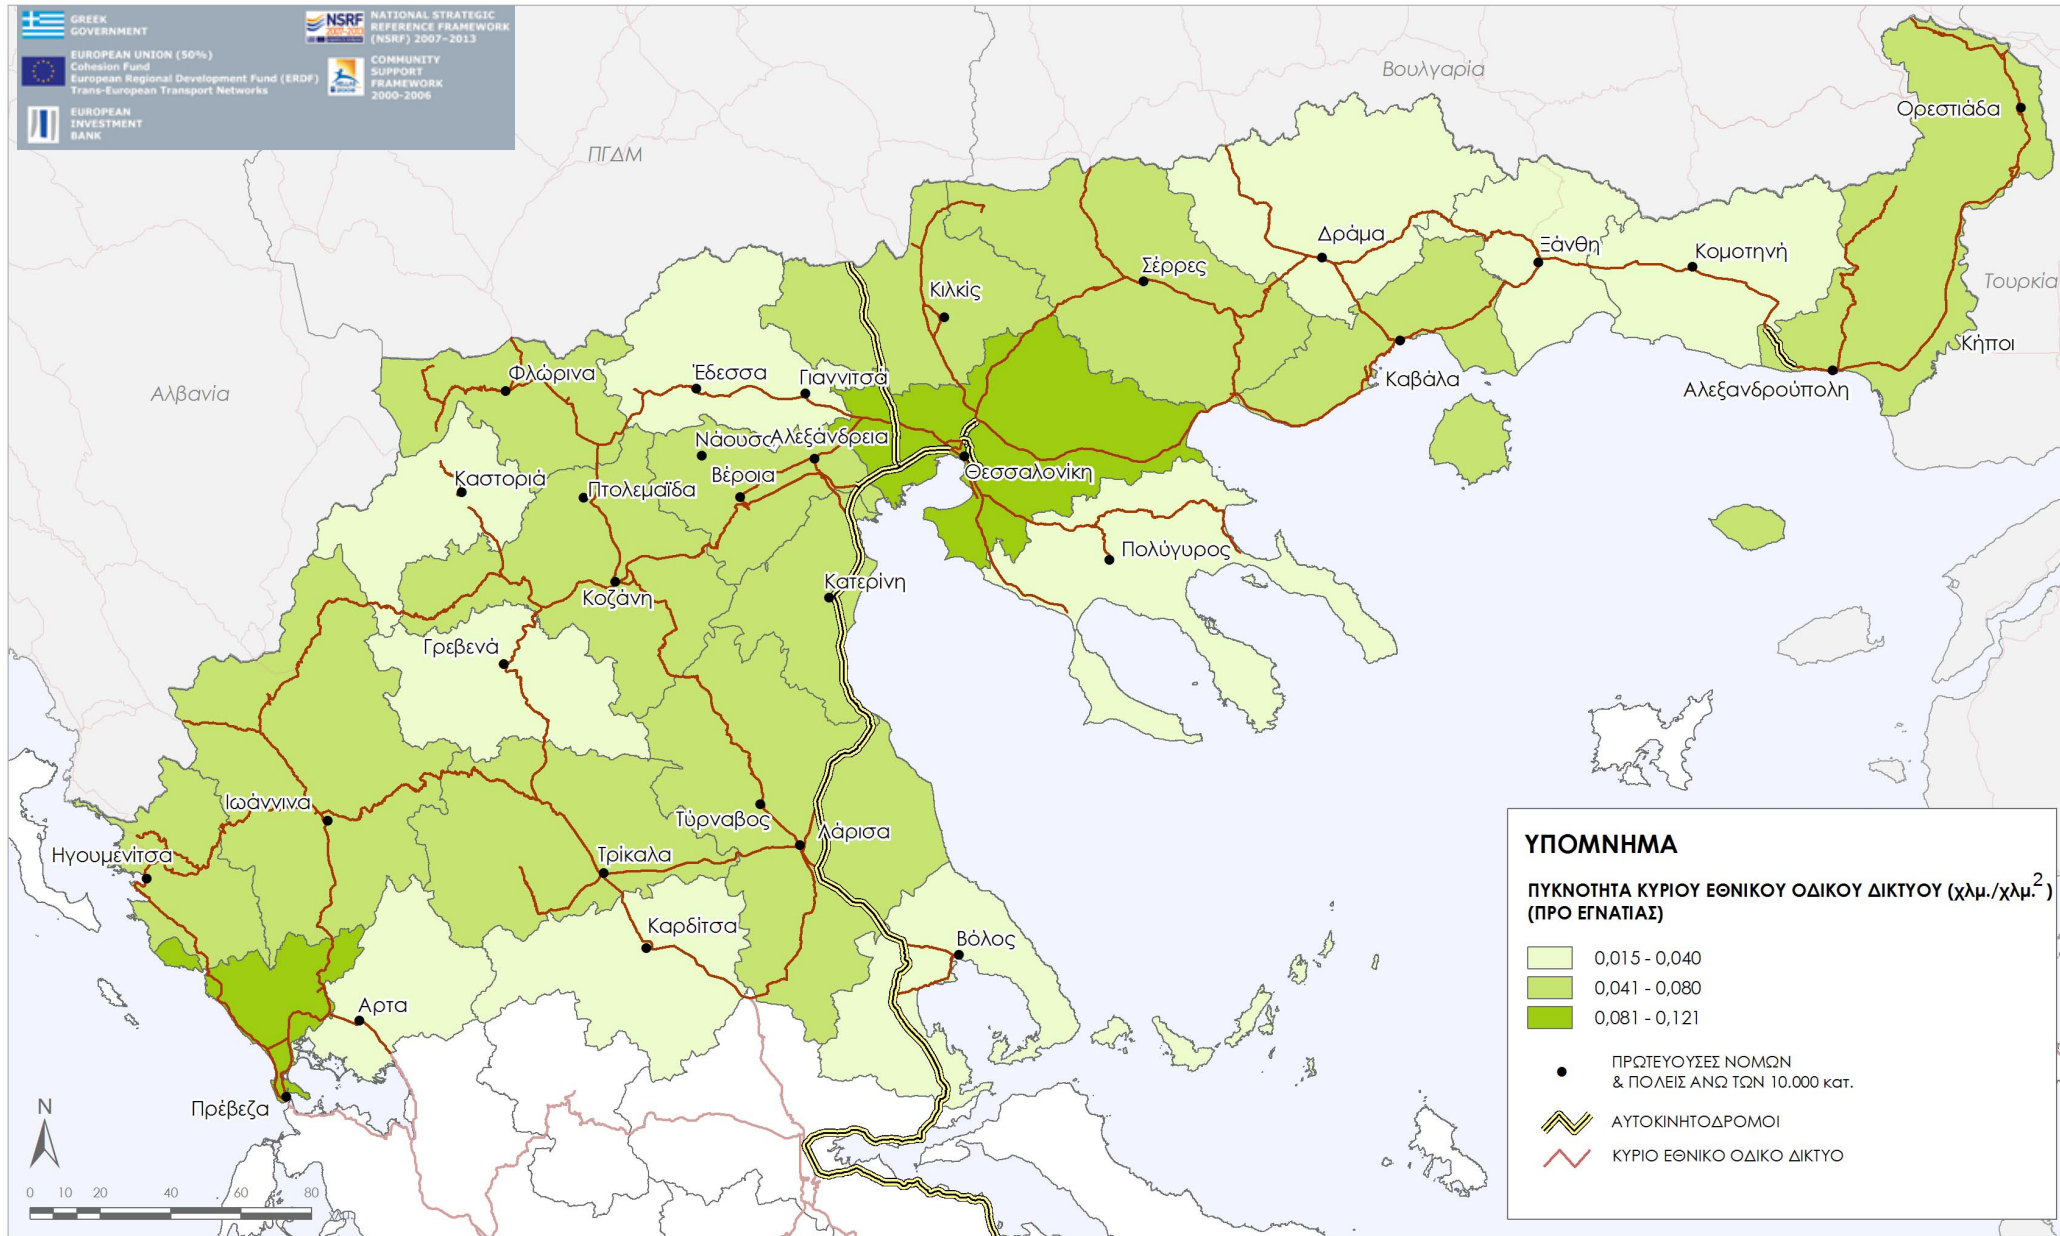 GREEK
GOVERNMENT
EUROPEAN UNION (50%)
Cohesion Fund
European Regional Development Fund (ERDF)
Trans-European Transport Networks
EUROPEAN
INVESTMENT
BANK
NSRF
2007-2013
NATIONAL STRATEGIC
REFERENCE FRAMEWORK
(NSRF) 2007-2013
COMMUNITY
SUPPORT
FRAMEWORK
2000-2006
Βουλγαρία
ΠΓΔΜ
Αλβανία
Τουρκία
Ορεστιάδα
Δράμα
Ξάνθη
Κομοτηνή
Σέρρες
Κιλκίς
Κήποι
Καβάλα
Αλεξανδρούπολη
Φλώρινα
Έδεσσα
Γιαννιτσά
Νάουσα
Αλεξάνδρεια
Βέροια
Θεσσαλονίκη
Καστοριά
Πτολεμαΐδα
Πολύγυρος
Κατερίνη
Κοζάνη
Γρεβενά
Ιωάννινα
Τύρναβος
Λάρισα
Ηγουμενίτσα
Τρίκαλα
Καρδίτσα
Βόλος
Αρτα
Πρέβεζα
N
0 10 20 40 60 80
χλμ.
ΥΠΟΜΝΗΜΑ
ΠΥΚΝΟΤΗΤΑ ΚΥΡΙΟΥ ΕΘΝΙΚΟΥ ΟΔΙΚΟΥ ΔΙΚΤΥΟΥ (χλμ./χλμ.²)
(ΠΡΟ ΕΓΝΑΤΙΑΣ)
0,015 - 0,040
0,041 - 0,080
0,081 - 0,121
ΠΡΩΤΕΥΟΥΣΕΣ ΝΟΜΩΝ
& ΠΟΛΕΙΣ ΑΝΩ ΤΩΝ 10.000 κατ.
ΑΥΤΟΚΙΝΗΤΟΔΡΟΜΟΙ
ΚΥΡΙΟ ΕΘΝΙΚΟ ΟΔΙΚΟ ΔΙΚΤΥΟ